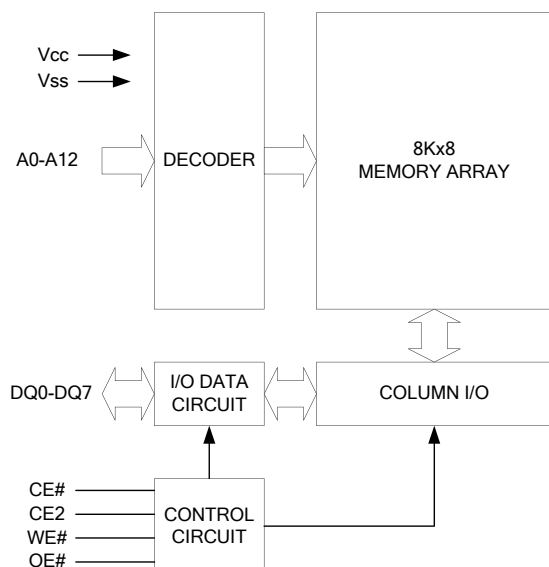 Vcc
Vss
A0-A12
DECODER
8Kx8
MEMORY ARRAY
DQ0-DQ7
I/O DATA
CIRCUIT
COLUMN I/O
CE#
CE2
WE#
OE#
CONTROL
CIRCUIT